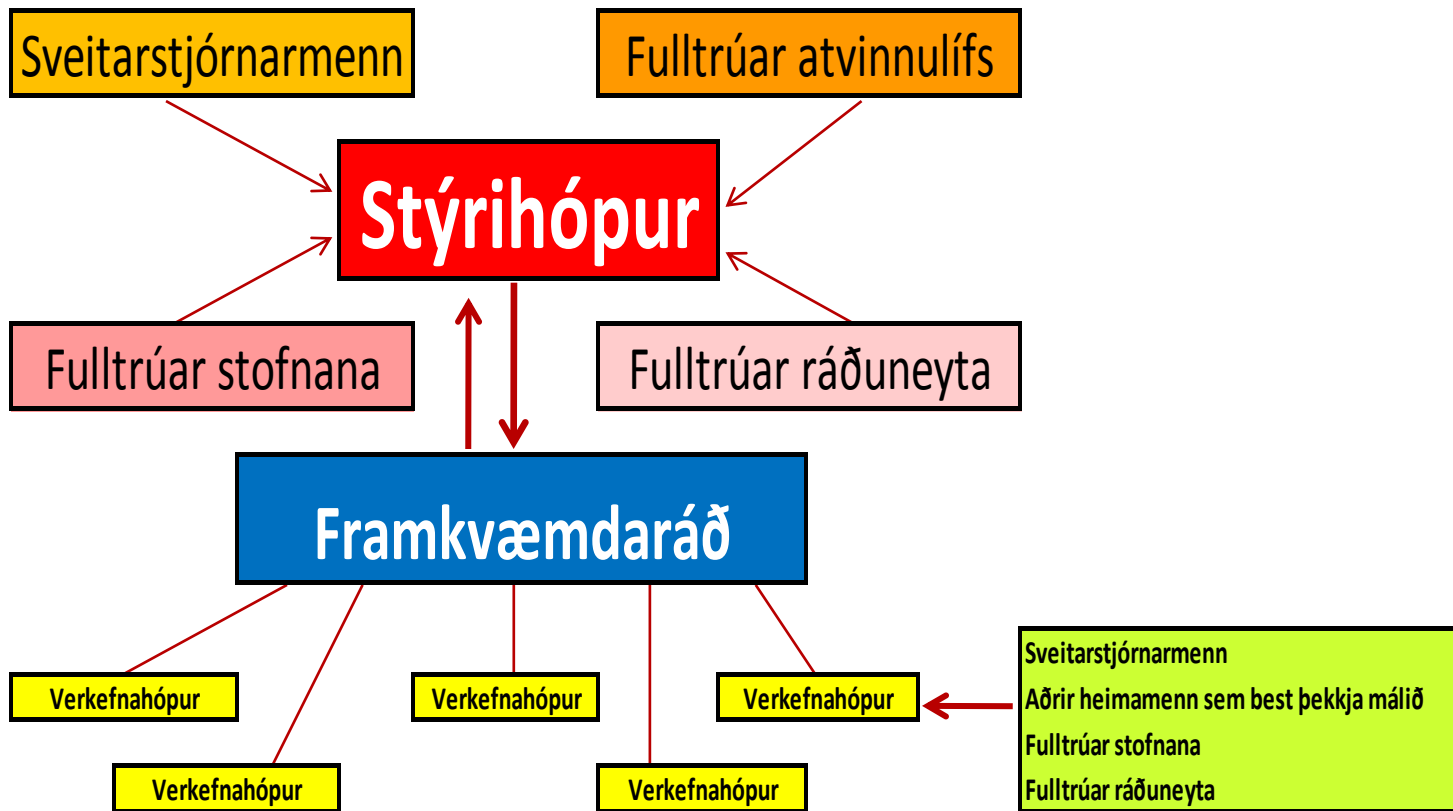 Sveitarstjórnarmenn
Fulltrúar atvinnulífs
Stýrihópur
Fulltrúar stofnana
Fulltrúar ráðuneyta
Framkvæmdaráð
Verkefnahópur
Verkefnahópur
Verkefnahópur
Verkefnahópur
Verkefnahópur
Sveitarstjórnarmenn
Aðrir heimamenn sem best þekkja málið
Fulltrúar stofnana
Fulltrúar ráðuneyta